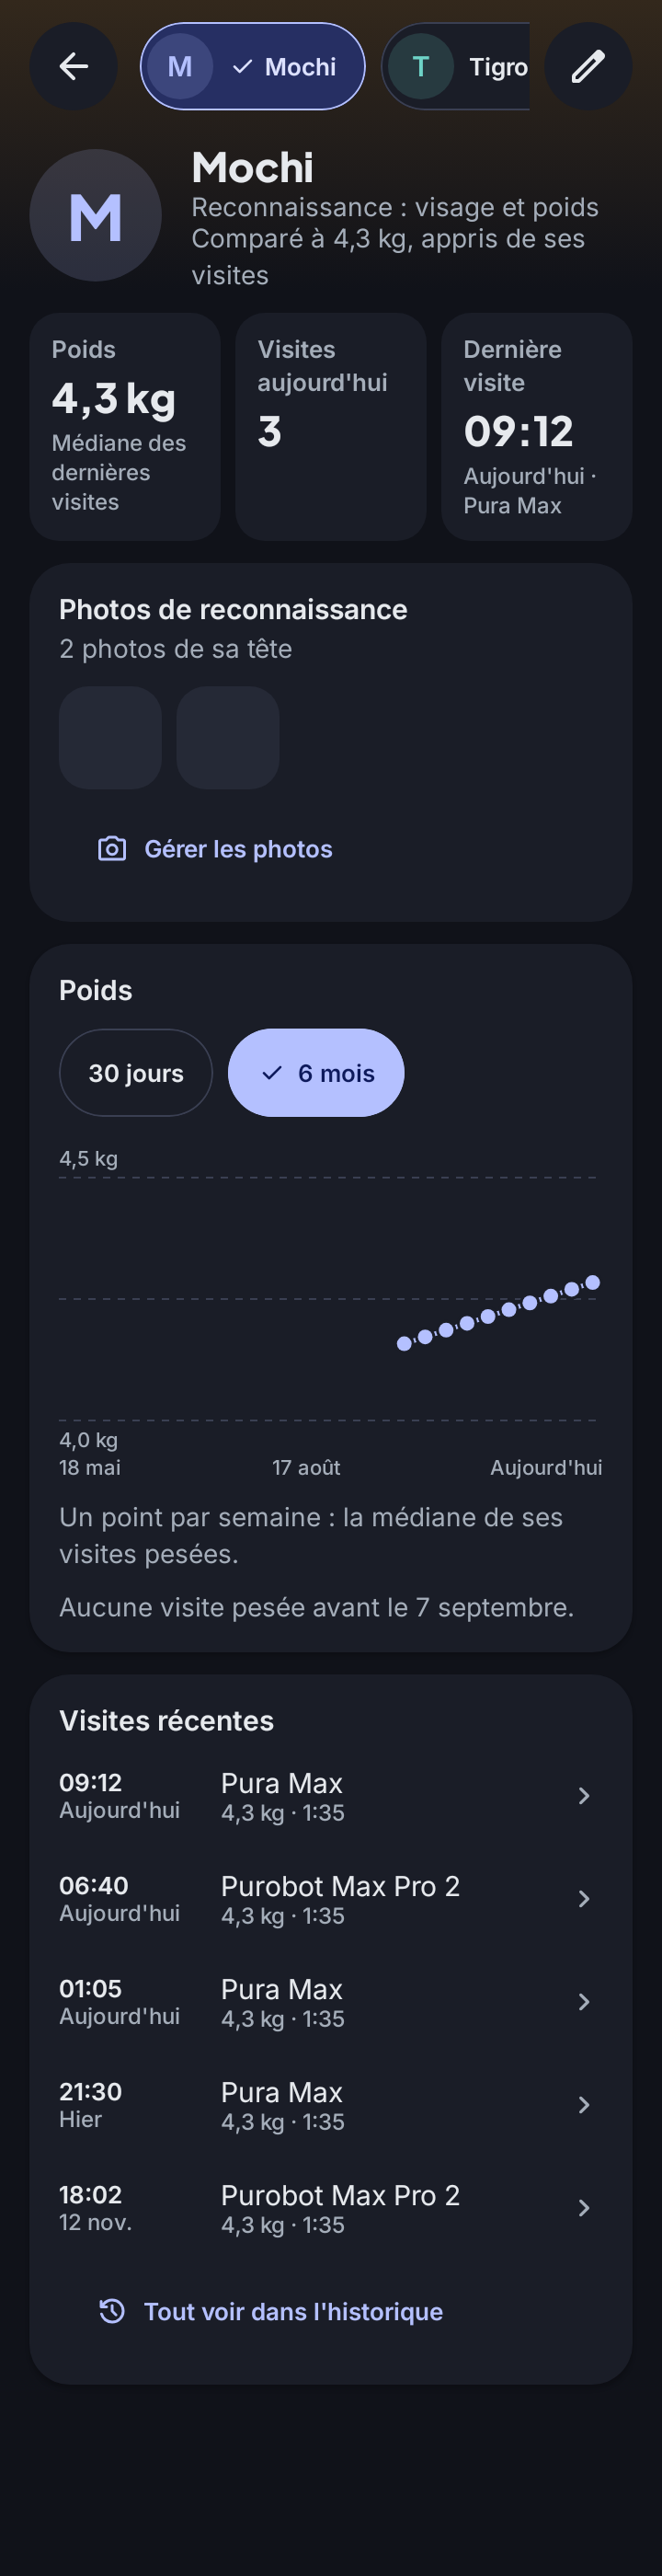 M
Mochi
T
Tigro
M
Mochi
Reconnaissance : visage et poids
Comparé à 4,3 kg, appris de ses
visites
Poids
4,3 kg
Médiane des
dernières
visites
Visites
aujourd'hui
3
Dernière
visite
09:12
Aujourd'hui ·
Pura Max
Photos de reconnaissance
2 photos de sa tête
Gérer les photos
Poids
30 jours
6 mois
4,5 kg
4,0 kg
18 mai
17 août
Aujourd'hui
Un point par semaine : la médiane de ses
visites pesées.
Aucune visite pesée avant le 7 septembre.
Visites récentes
09:12
Aujourd'hui
Pura Max
4,3 kg · 1:35
06:40
Aujourd'hui
Purobot Max Pro 2
4,3 kg · 1:35
01:05
Aujourd'hui
Pura Max
4,3 kg · 1:35
21:30
Hier
Pura Max
4,3 kg · 1:35
18:02
12 nov.
Purobot Max Pro 2
4,3 kg · 1:35
Tout voir dans l'historique